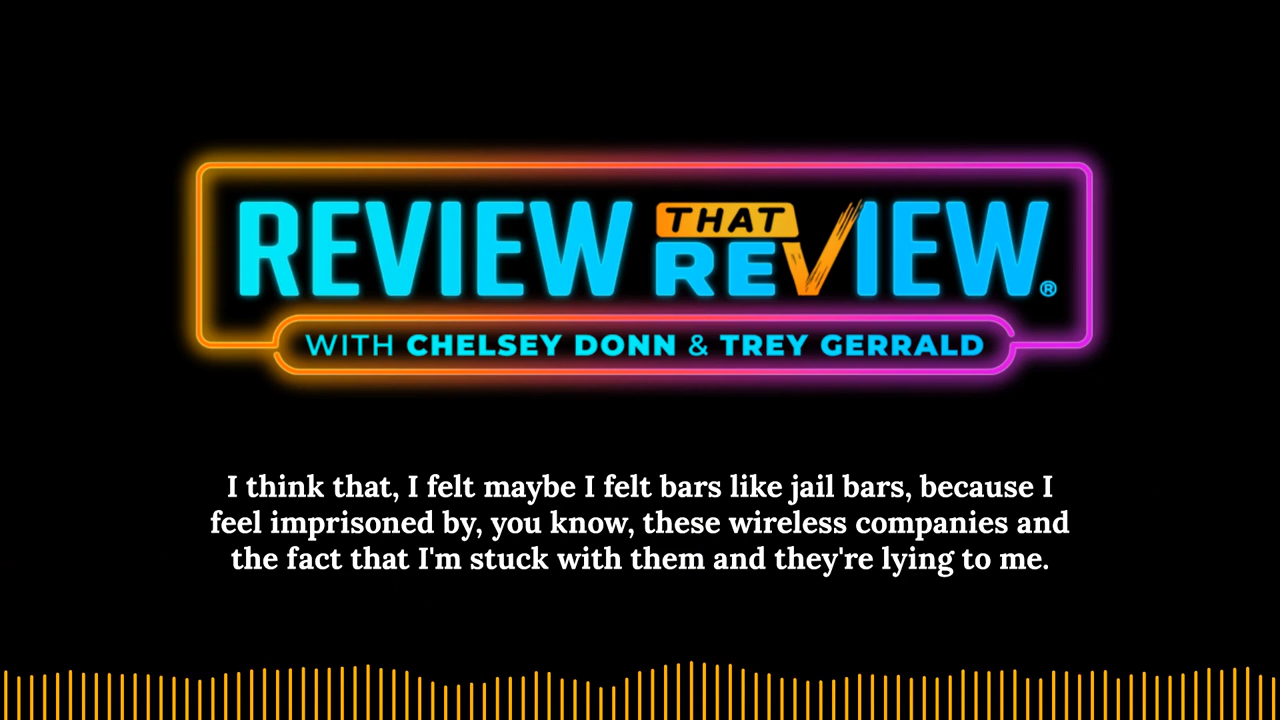 REVIEW THAT REVIEW®
WITH CHELSEY DONN & TREY GERRALD
I think that, I felt maybe I felt bars like jail bars, because I
feel imprisoned by, you know, these wireless companies and
the fact that I'm stuck with them and they're lying to me.